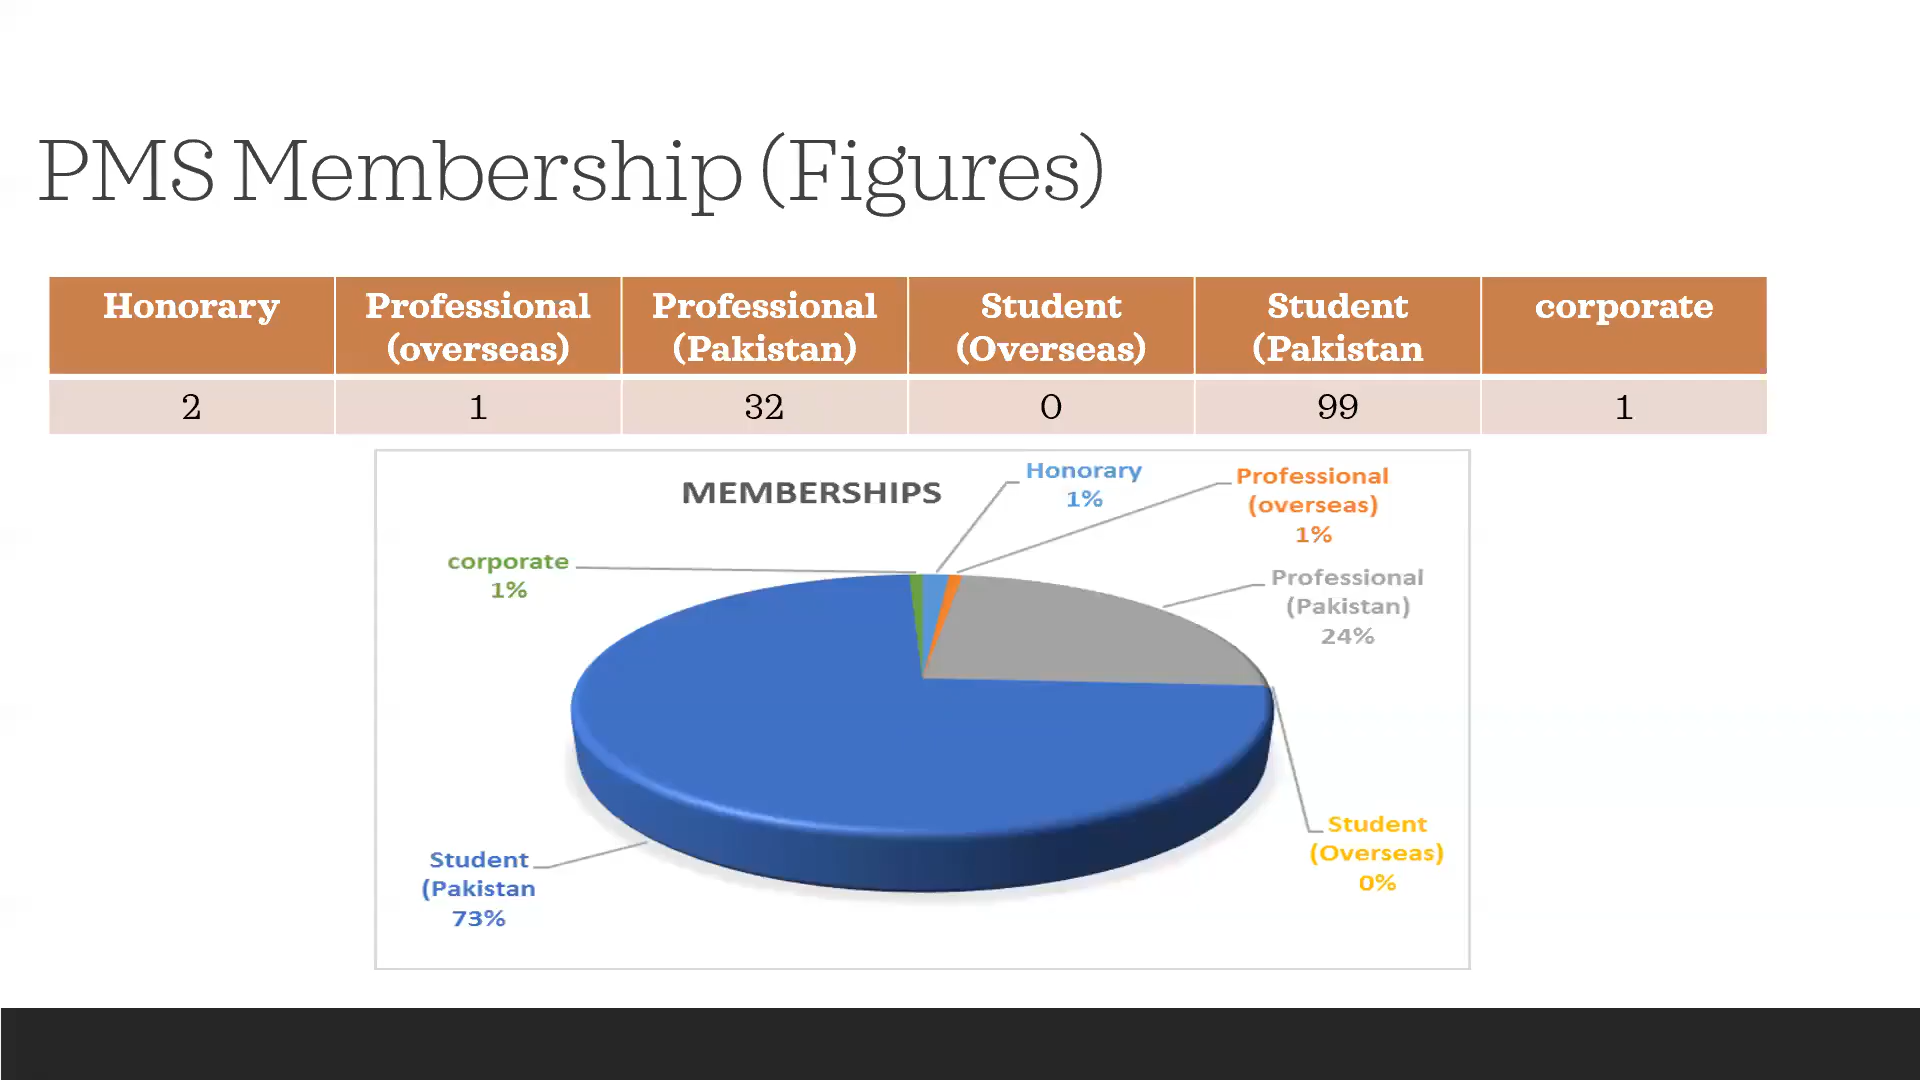 PMS Membership (Figures)
Honorary
Professional
(overseas)
Professional
(Pakistan)
Student
(Overseas)
Student
(Pakistan
corporate
2
1
32
0
99
1
MEMBERSHIPS
Honorary
1%
Professional
(overseas)
1%
corporate
1%
Professional
(Pakistan)
24%
Student
(Overseas)
0%
Student
(Pakistan
73%